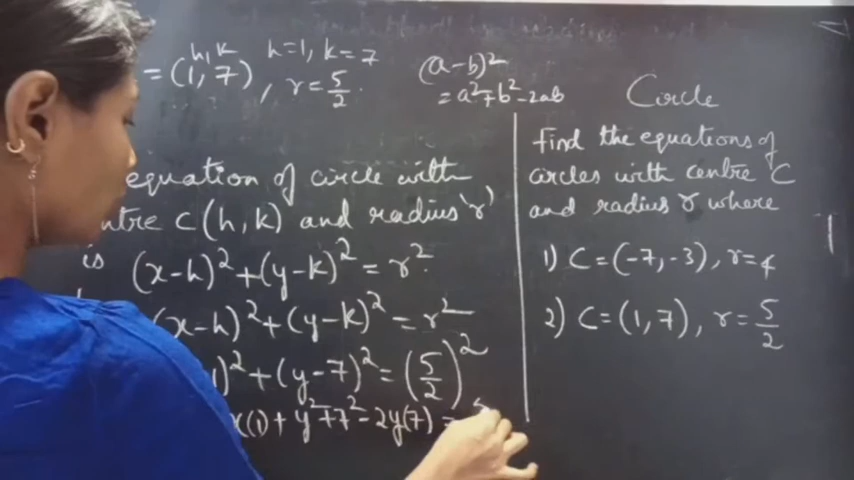 h, k h=1, k=7
= (1, 7), r = 5/2.
(a-b)²
= a²+b²-2ab
equation of circle with
ntre C(h, k) and radius 'r'
is (x-h)² + (y-k)² = r².
(x-h)² + (y-k)² = r²
1)² + (y-7)² = (5/2)²
x(1) + y²+7²-2y(7) =
Circle
find the equations of
circles with centre C
and radius r where
1) C=(-7,-3), r=4
2) C=(1,7), r=5/2